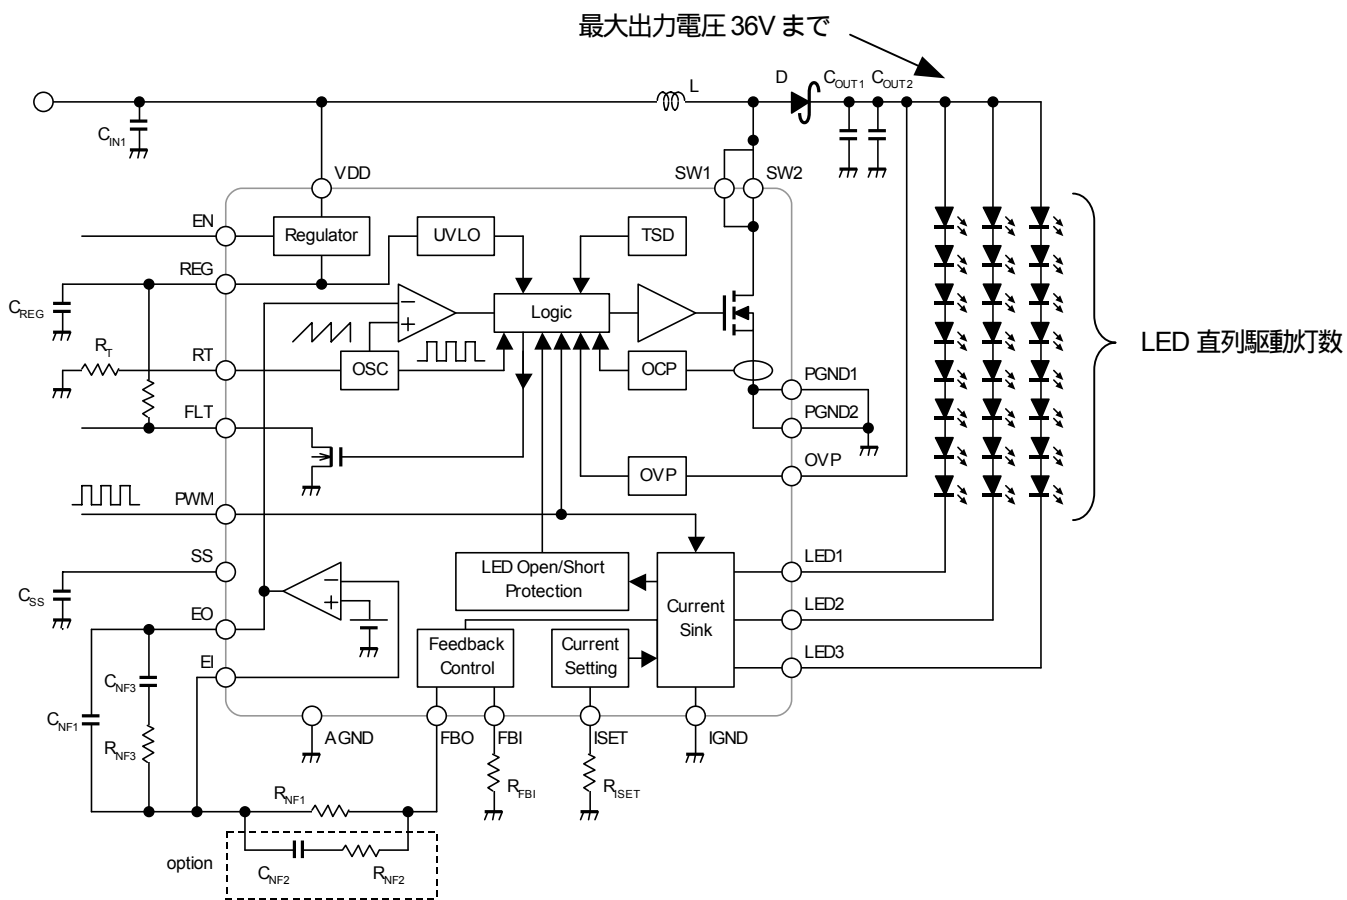 最大出力電圧 36V まで
L
D
COUT1
COUT2
CIN1
VDD
SW1
SW2
EN
Regulator
UVLO
TSD
REG
CREG
Logic
LED 直列駆動灯数
RT
RT
OSC
OCP
PGND1
FLT
PGND2
OVP
OVP
PWM
SS
CSS
LED Open/Short
Protection
Current
Sink
LED1
LED2
LED3
EO
Feedback
Control
Current
Setting
EI
CNF3
CNF1
RNF3
AGND
FBO
FBI
ISET
IGND
RFBI
RISET
RNF1
option
CNF2
RNF2